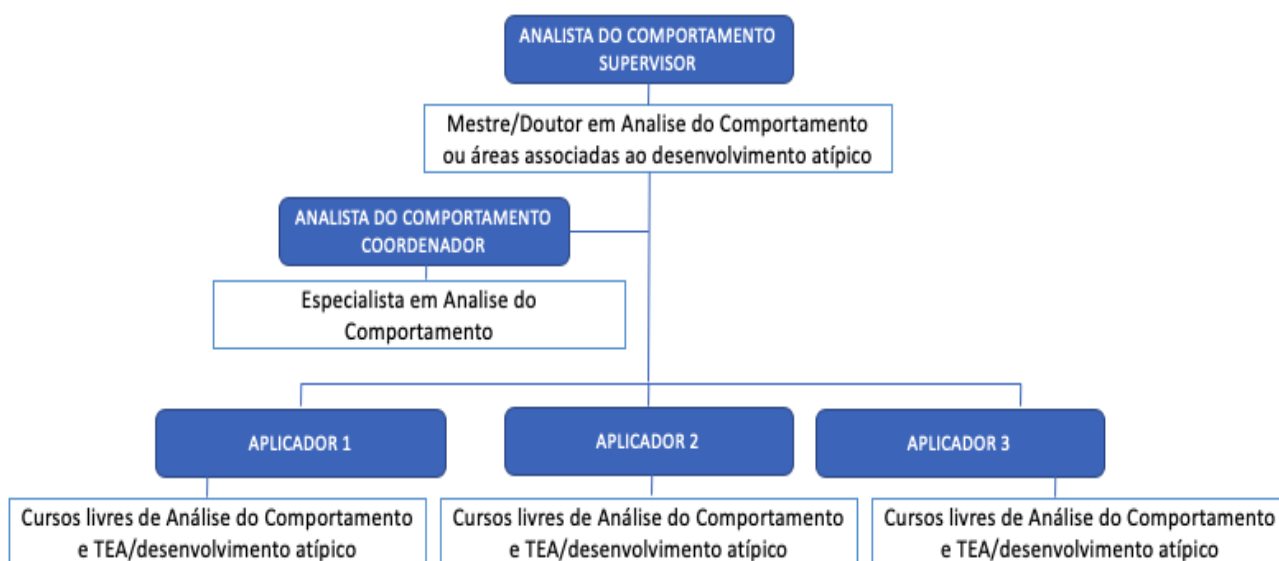 ANALISTA DO COMPORTAMENTO
SUPERVISOR
Mestre/Doutor em Analise do Comportamento
ou áreas associadas ao desenvolvimento atípico
ANALISTA DO COMPORTAMENTO
COORDENADOR
Especialista em Analise do
Comportamento
APLICADOR 1
APLICADOR 2
APLICADOR 3
Cursos livres de Análise do Comportamento
e TEA/desenvolvimento atípico
Cursos livres de Análise do Comportamento
e TEA/desenvolvimento atípico
Cursos livres de Análise do Comportamento
e TEA/desenvolvimento atípico